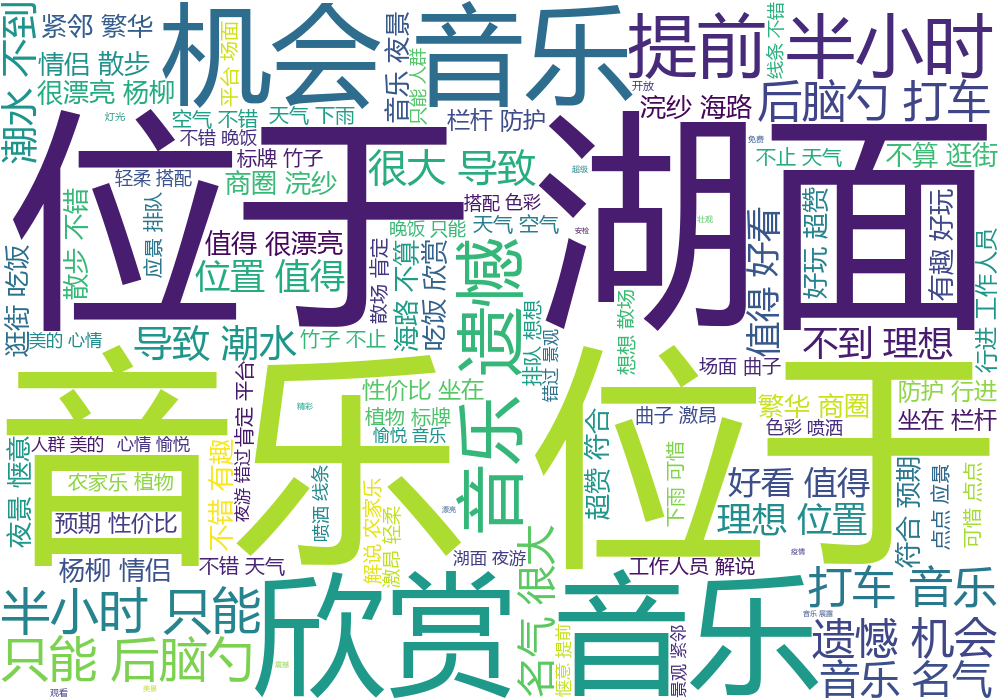 潮水 不到
紧邻 繁华
机会 音乐
提前 半小时
线条 不错
情侣 散步
平台 场面
音乐 夜景
只能 人群
很漂亮 杨柳
开放
浣纱 海路
后脑勺 打车
灯光
空气 不错
天气 下雨
栏杆 防护
位于 湖面
不错 晚饭
免费
标牌 竹子
很大 导致
不止 天气
不算 逛街
轻柔 搭配
商圈 浣纱
超级
散步 不错
应景 排队
搭配 色彩
值得 好看
好玩 超赞
有趣 好玩
晚饭 只能
天气 空气
壮观
安检
值得 很漂亮
位置 值得
散场 肯定
海路 不算
吃饭 欣赏
遗憾
逛街 吃饭
行进 工作人员
美的 心情
导致 潮水
竹子 不止
排队 想想
错过 景观
想想 散场
不到 理想
音乐 位于
场面 曲子
性价比 坐在
防护 行进
肯定 平台
精彩
植物 标牌
曲子 激昂
繁华 商圈
坐在 栏杆
色彩 喷洒
愉悦 音乐
音乐
夜景 惬意
人群 美的
心情 愉悦
不错 有趣
夜游 错过
超赞 符合
下雨 可惜
好看 值得
农家乐 植物
喷洒 线条
解说 农家乐
激昂 轻柔
漂亮
理想 位置
符合 预期
点点 应景
可惜 点点
预期 性价比
名气 很大
湖面 夜游
疫情
杨柳 情侣
不错 天气
工作人员 解说
欣赏 音乐
打车 音乐
半小时 只能
音乐 展露
遗憾 机会
只能 后脑勺
震撼
惬意 提前
景观 紧邻
音乐 名气
观看